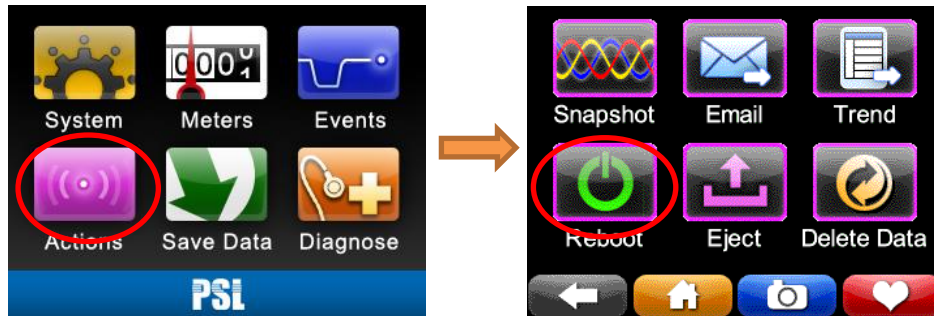 System Meters Events
Actions Save Data Diagnose
PSL
Snapshot Email Trend
Reboot Eject Delete Data